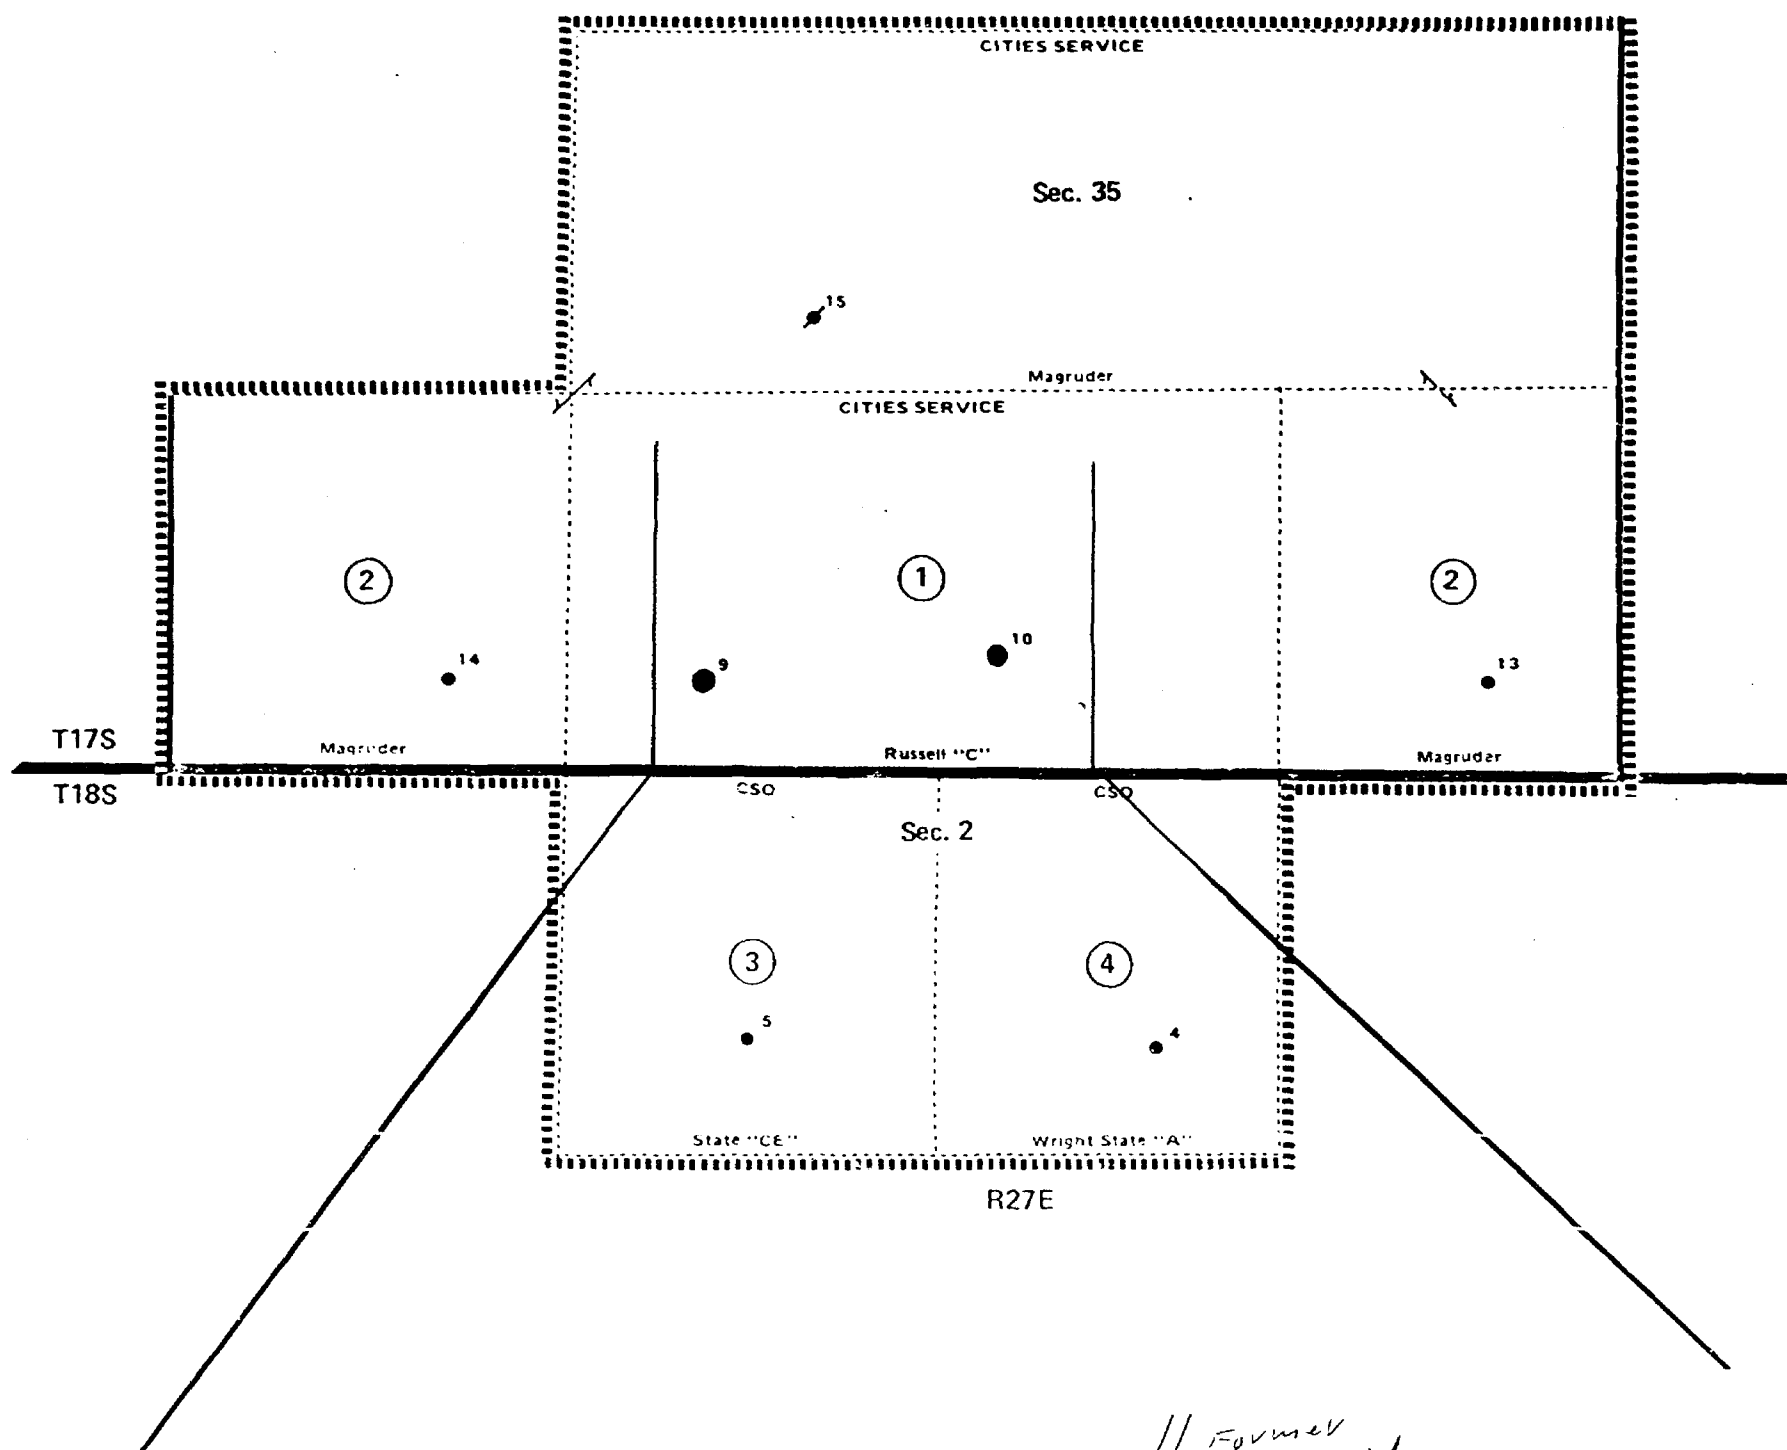 CITIES SERVICE
Sec. 35
15
Magruder
CITIES SERVICE
2
1
2
14
9
10
13
Magruder
Russell "C"
Magruder
T17S
T18S
CSO
CSO
Sec. 2
3
4
5
4
State "CE"
Wright State "A"
R27E
Former